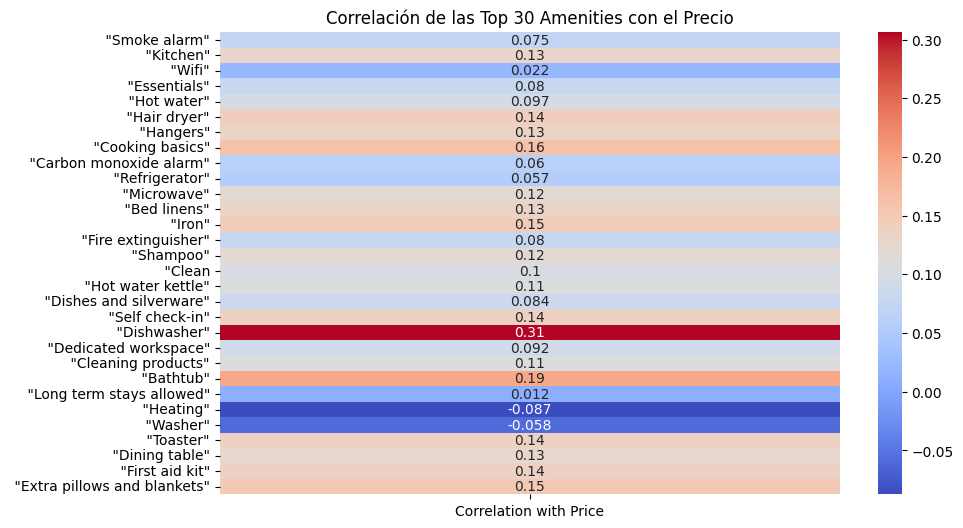 Correlación de las Top 30 Amenities con el Precio
"Smoke alarm" 0.075
"Kitchen" 0.13
"Wifi" 0.022
"Essentials" 0.08
"Hot water" 0.097
"Hair dryer" 0.14
"Hangers" 0.13
"Cooking basics" 0.16
"Carbon monoxide alarm" 0.06
"Refrigerator" 0.057
"Microwave" 0.12
"Bed linens" 0.13
"Iron" 0.15
"Fire extinguisher" 0.08
"Shampoo" 0.12
"Clean 0.1
"Hot water kettle" 0.11
"Dishes and silverware" 0.084
"Self check-in" 0.14
"Dishwasher" 0.31
"Dedicated workspace" 0.092
"Cleaning products" 0.11
"Bathtub" 0.19
"Long term stays allowed" 0.012
"Heating" -0.087
"Washer" -0.058
"Toaster" 0.14
"Dining table" 0.13
"First aid kit" 0.14
"Extra pillows and blankets" 0.15
Correlation with Price
0.30
0.25
0.20
0.15
0.10
0.05
0.00
−0.05